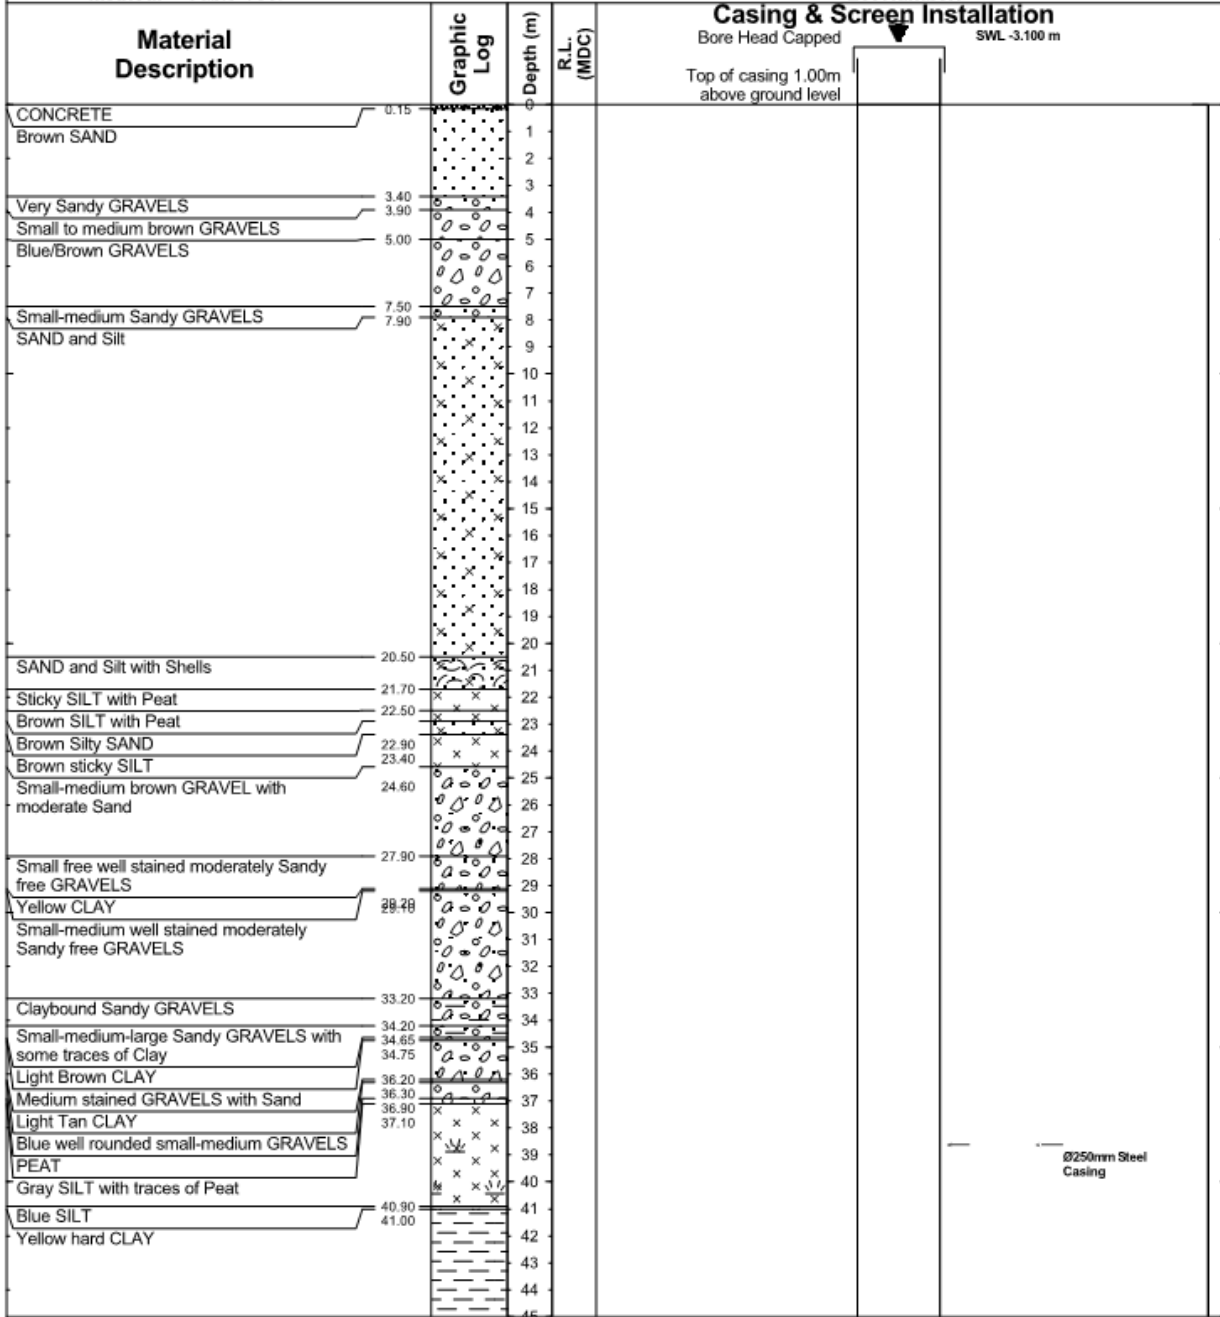 Material
Description
Graphic
Log
Depth (m)
R.L.
(MDC)
Casing & Screen Installation
Bore Head Capped
SWL -3.100 m
Top of casing 1.00m
above ground level
CONCRETE
0.15
Brown SAND
3.40
Very Sandy GRAVELS
3.90
Small to medium brown GRAVELS
5.00
Blue/Brown GRAVELS
7.50
Small-medium Sandy GRAVELS
7.90
SAND and Silt
20.50
SAND and Silt with Shells
21.70
Sticky SILT with Peat
22.50
Brown SILT with Peat
22.90
Brown Silty SAND
23.40
Brown sticky SILT
24.60
Small-medium brown GRAVEL with
moderate Sand
27.90
Small free well stained moderately Sandy
free GRAVELS
Yellow CLAY
Small-medium well stained moderately
Sandy free GRAVELS
33.20
Claybound Sandy GRAVELS
34.20
Small-medium-large Sandy GRAVELS with
some traces of Clay
34.65
34.75
Light Brown CLAY
36.20
Medium stained GRAVELS with Sand
36.30
Light Tan CLAY
36.90
37.10
Blue well rounded small-medium GRAVELS
PEAT
Gray SILT with traces of Peat
40.90
Blue SILT
41.00
Yellow hard CLAY
0
1
2
3
4
5
6
7
8
9
10
11
12
13
14
15
16
17
18
19
20
21
22
23
24
25
26
27
28
29
30
31
32
33
34
35
36
37
38
39
40
41
42
43
44
Ø250mm Steel
Casing